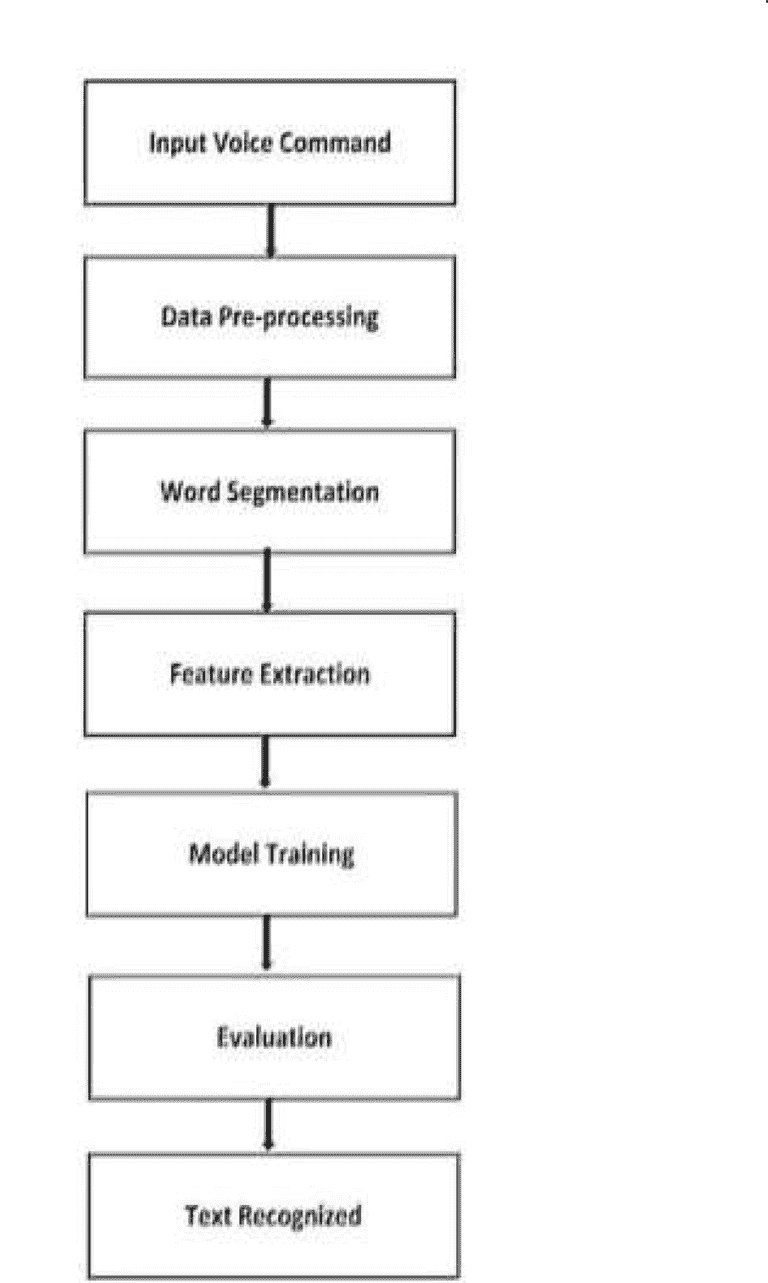 Input Voice Command
Data Pre-processing
Word Segmentation
Feature Extraction
Model Training
Evaluation
Text Recognized